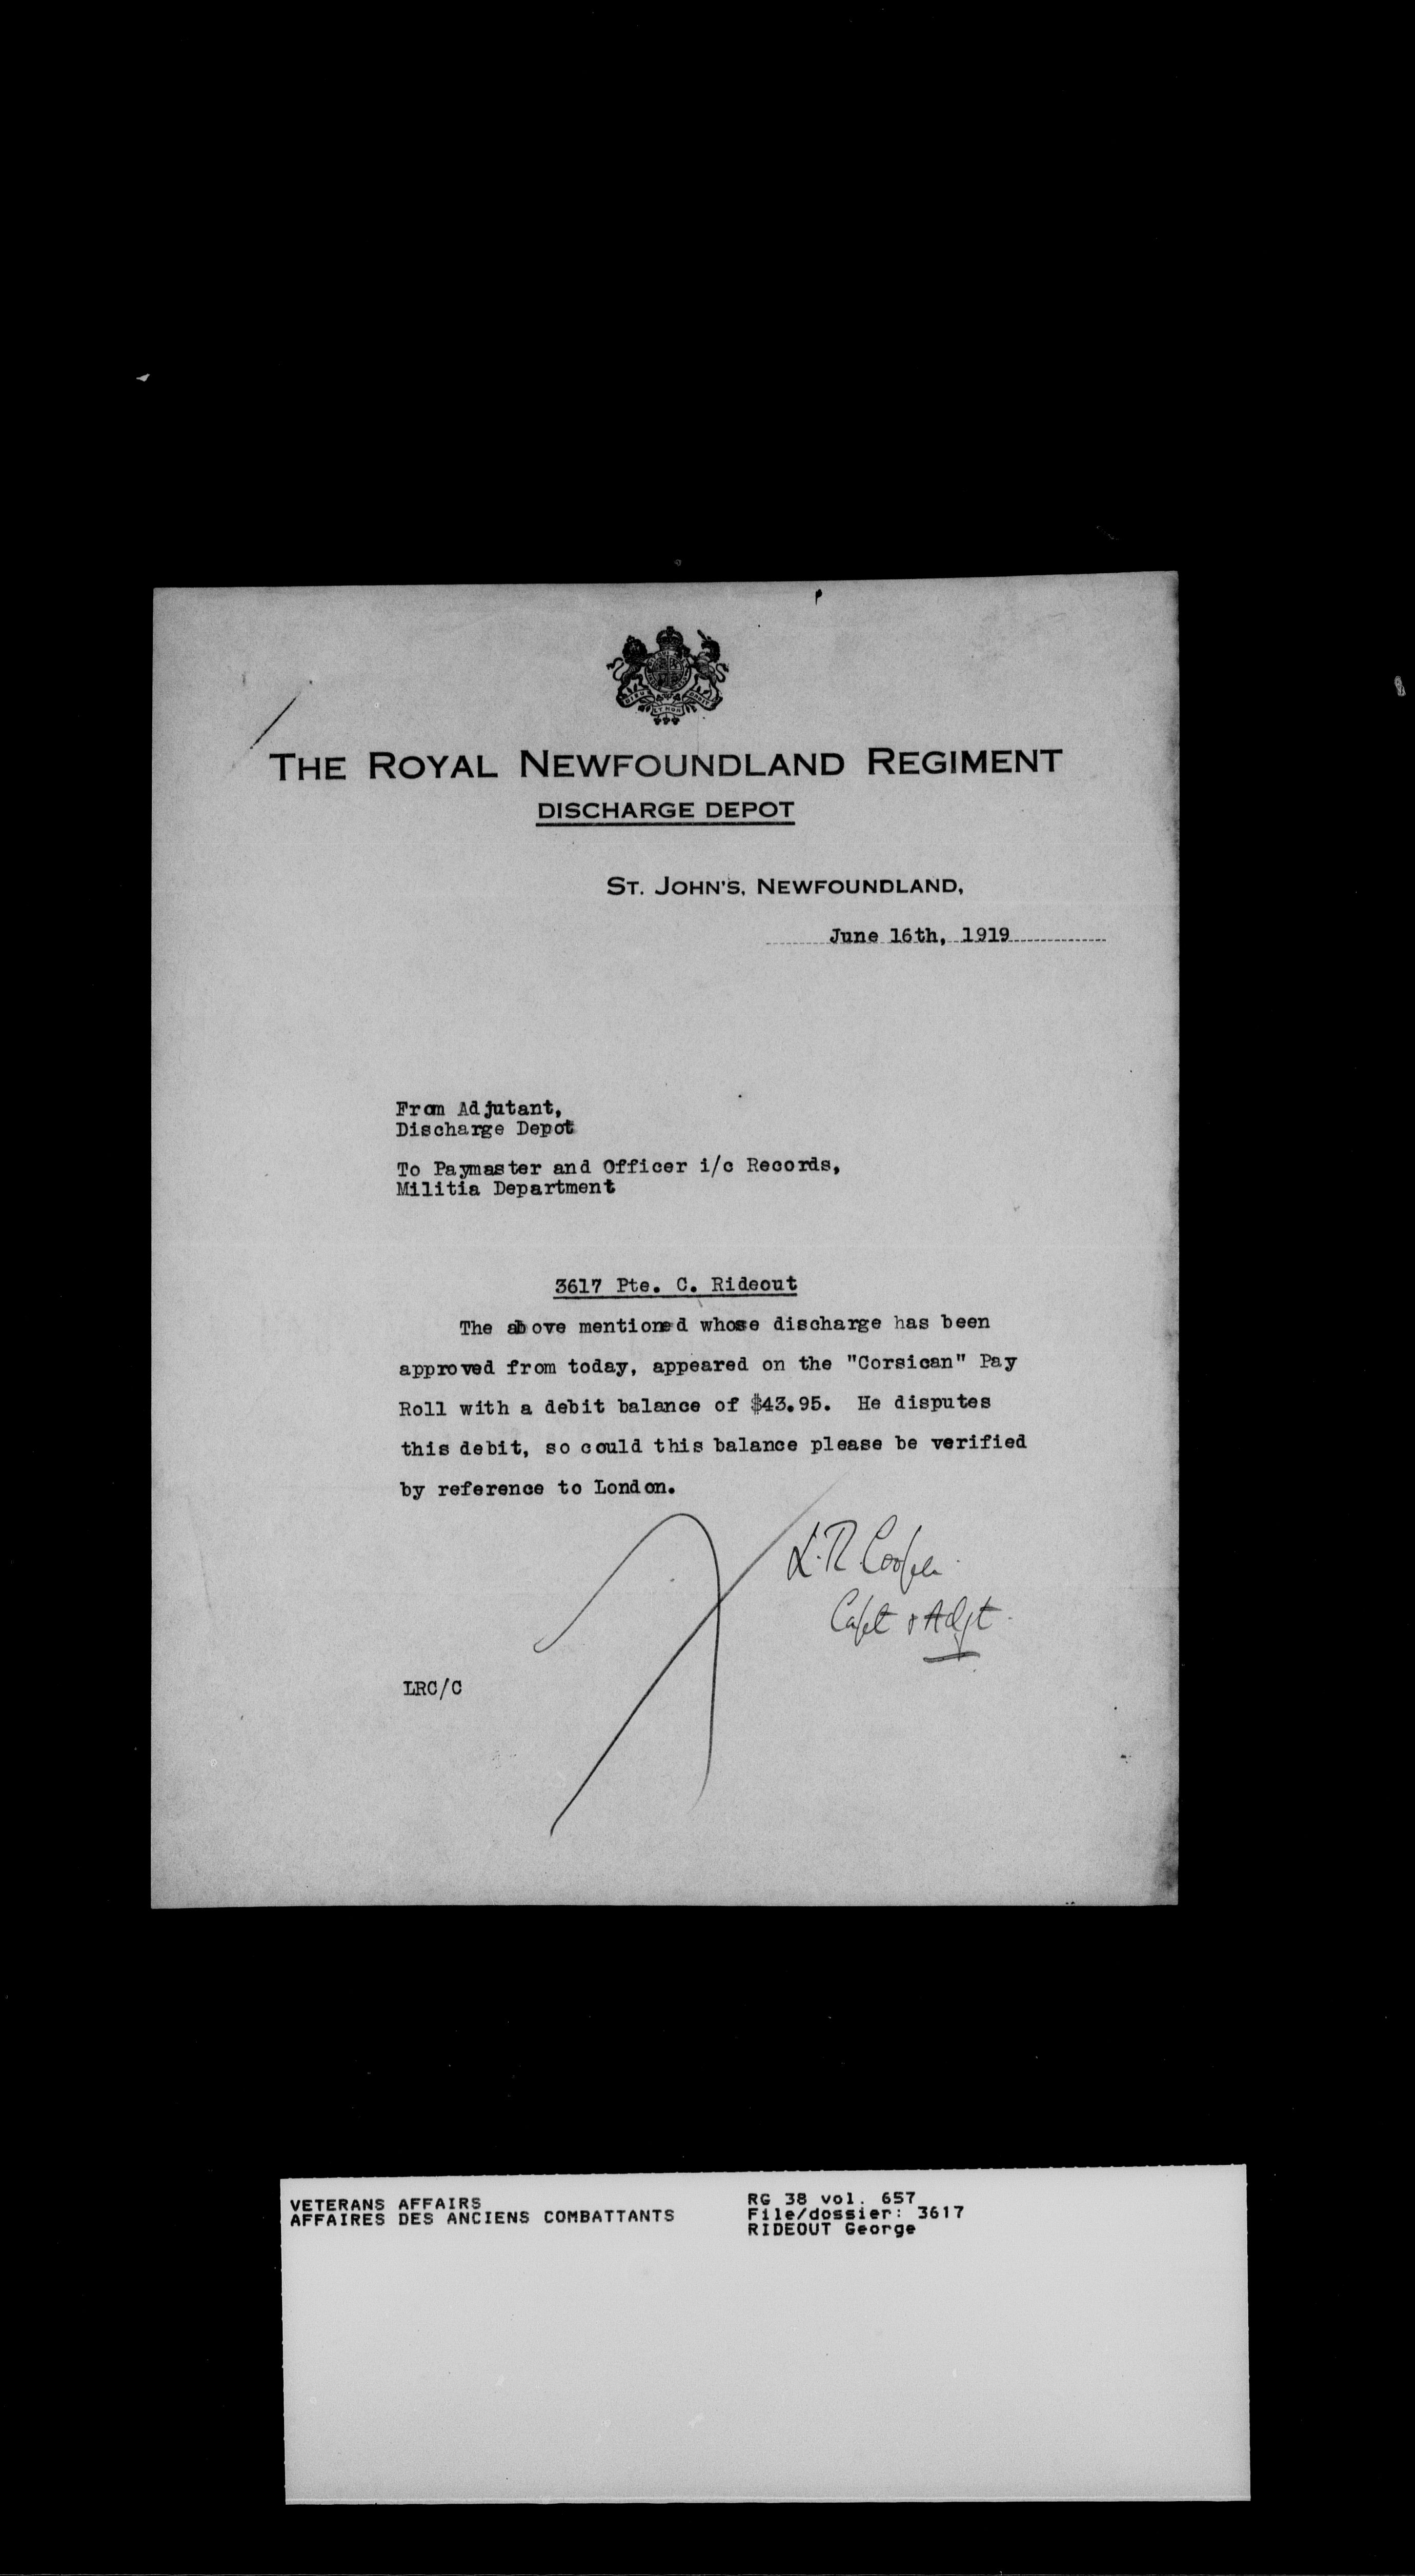 THE ROYAL NEWFOUNDLAND REGIMENT
DISCHARGE DEPOT
ST. JOHN'S, NEWFOUNDLAND,
June 16th, 1919
From Adjutant,
Discharge Depot
To Paymaster and Officer i/c Records,
Militia Department
3617 Pte. C. Rideout
The above mentioned whose discharge has been
approved from today, appeared on the "Corsican" Pay
Roll with a debit balance of $43.95. He disputes
this debit, so could this balance please be verified
by reference to London.
L.R. Cooper.
Capt & Adjt.
LRC/C
VETERANS AFFAIRS
AFFAIRES DES ANCIENS COMBATTANTS
RG 38 vol. 657
File/dossier: 3617
RIDEOUT George